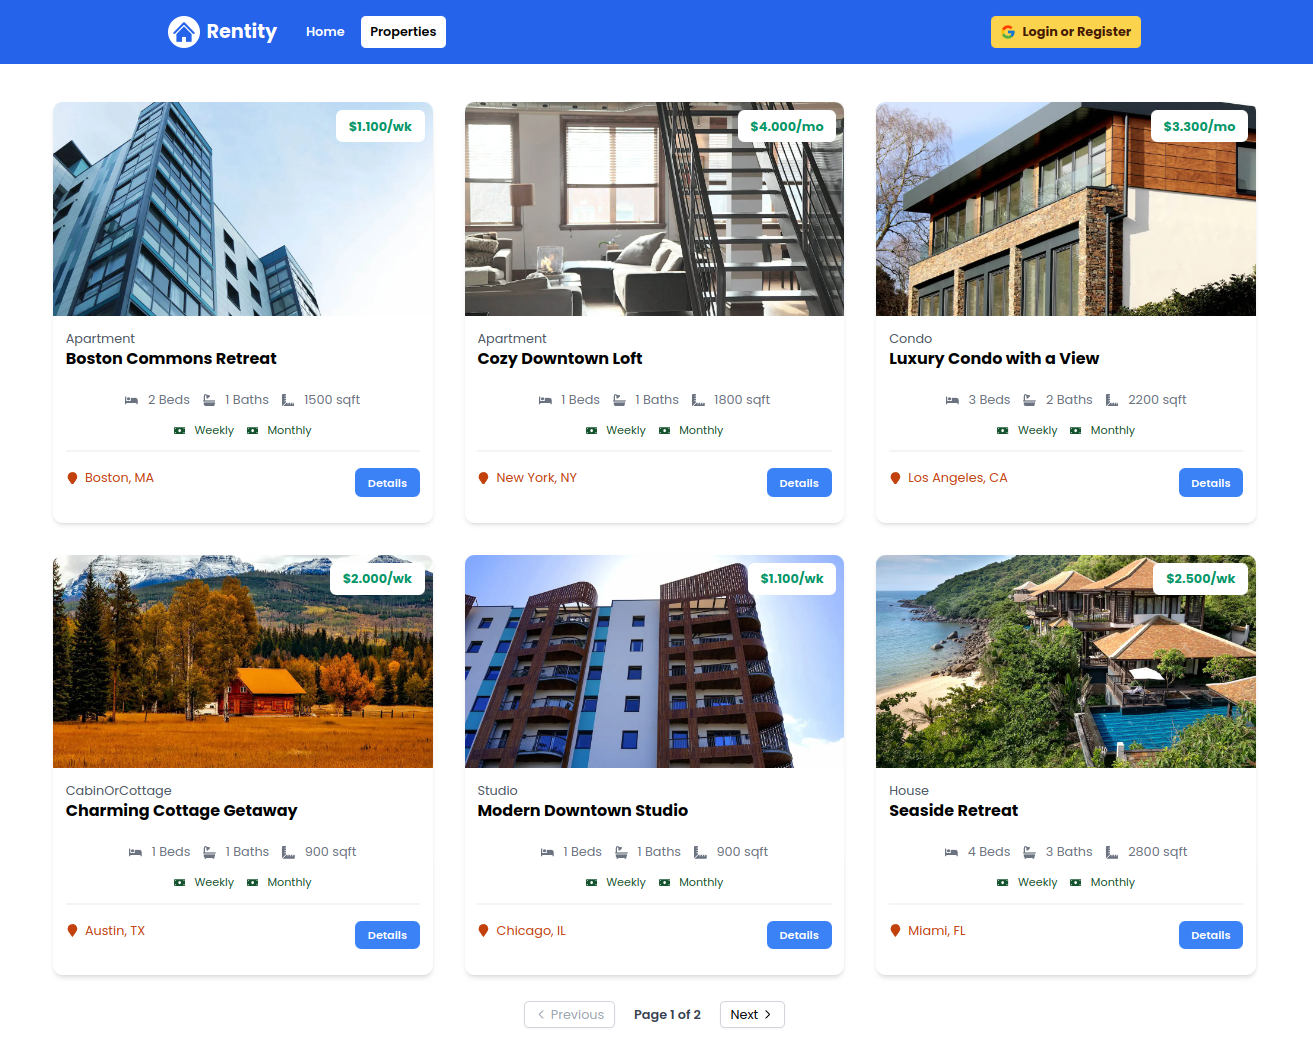 Rentity Home Properties Login or Register
$1.100/wk
$4.000/mo
$3.300/mo
Apartment
Boston Commons Retreat
2 Beds 1 Baths 1500 sqft
Weekly Monthly
Boston, MA Details
Apartment
Cozy Downtown Loft
1 Beds 1 Baths 1800 sqft
Weekly Monthly
New York, NY Details
Condo
Luxury Condo with a View
3 Beds 2 Baths 2200 sqft
Weekly Monthly
Los Angeles, CA Details
$2.000/wk
$1.100/wk
$2.500/wk
CabinOrCottage
Charming Cottage Getaway
1 Beds 1 Baths 900 sqft
Weekly Monthly
Austin, TX Details
Studio
Modern Downtown Studio
1 Beds 1 Baths 900 sqft
Weekly Monthly
Chicago, IL Details
House
Seaside Retreat
4 Beds 3 Baths 2800 sqft
Weekly Monthly
Miami, FL Details
Previous Page 1 of 2 Next